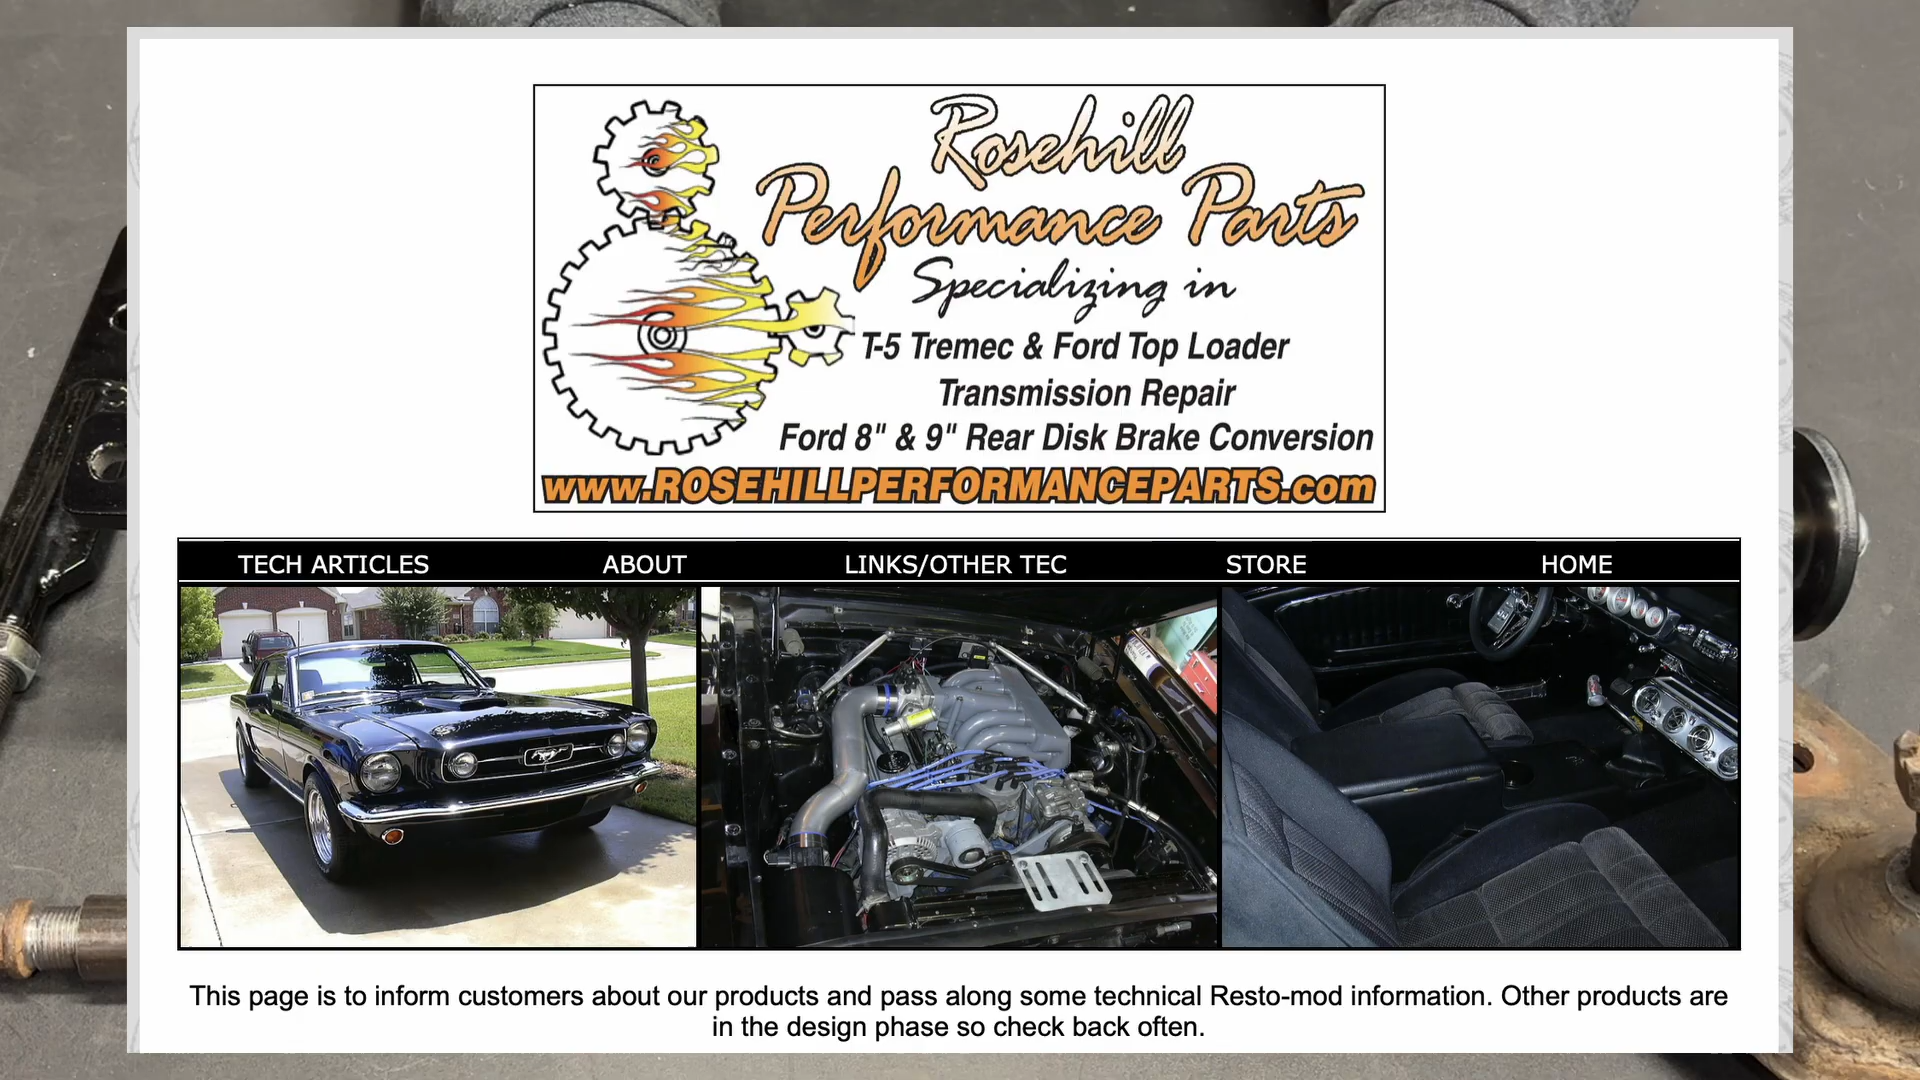 Rosehill
Performance Parts
Specializing in
T-5 Tremec & Ford Top Loader
Transmission Repair
Ford 8" & 9" Rear Disk Brake Conversion
www.ROSEHILLPERFORMANCEPARTS.com
TECH ARTICLES ABOUT LINKS/OTHER TEC STORE HOME
This page is to inform customers about our products and pass along some technical Resto-mod information. Other products are
in the design phase so check back often.